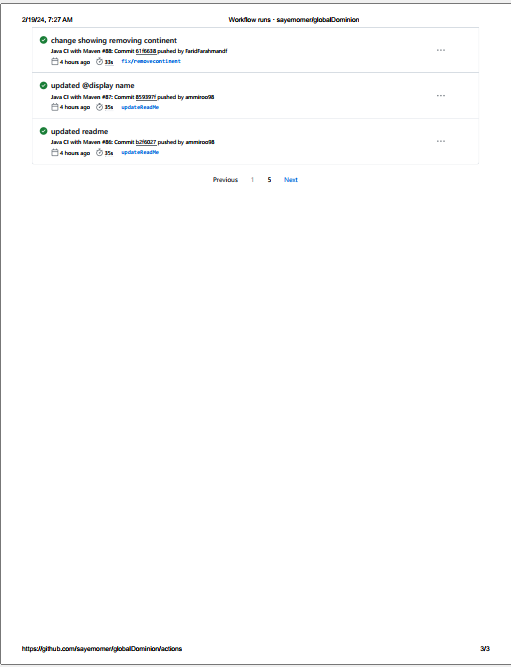 2/19/24, 7:27 AM
Workflow runs · sayemomer/globalDominion
change showing removing continent
Java CI with Maven #88: Commit 61f6638 pushed by FaridFarahmandf
4 hours ago 33s fix/removecontinent
updated @display name
Java CI with Maven #87: Commit 859397f pushed by ammiroo98
4 hours ago 35s updateReadMe
updated readme
Java CI with Maven #86: Commit b2f6027 pushed by ammiroo98
4 hours ago 35s updateReadMe
Previous 1 5 Next
https://github.com/sayemomer/globalDominion/actions
3/3